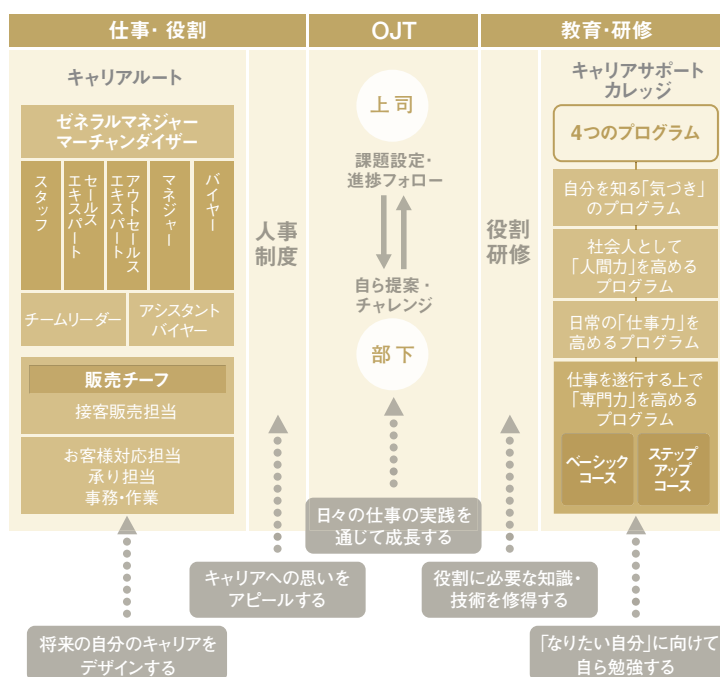 仕事・役割
OJT
教育・研修
キャリアルート
ゼネラルマネジャー
マーチャンダイザー
スタッフ
セールス
エキスパート
アウトセールス
エキスパート
マネジャー
バイヤー
チームリーダー
アシスタント
バイヤー
販売チーフ
接客販売担当
お客様対応担当
承り担当
事務・作業
人事
制度
上司
課題設定・
進捗フォロー
自ら提案・
チャレンジ
部下
役割
研修
キャリアサポート
カレッジ
4つのプログラム
自分を知る「気づき」
のプログラム
社会人として
「人間力」を高める
プログラム
日常の「仕事力」を
高めるプログラム
仕事を遂行する上で
「専門力」を高める
プログラム
ベーシック
コース
ステップ
アップ
コース
日々の仕事の実践を
通じて成長する
キャリアへの思いを
アピールする
役割に必要な知識・
技術を修得する
将来の自分のキャリアを
デザインする
「なりたい自分」に向けて
自ら勉強する